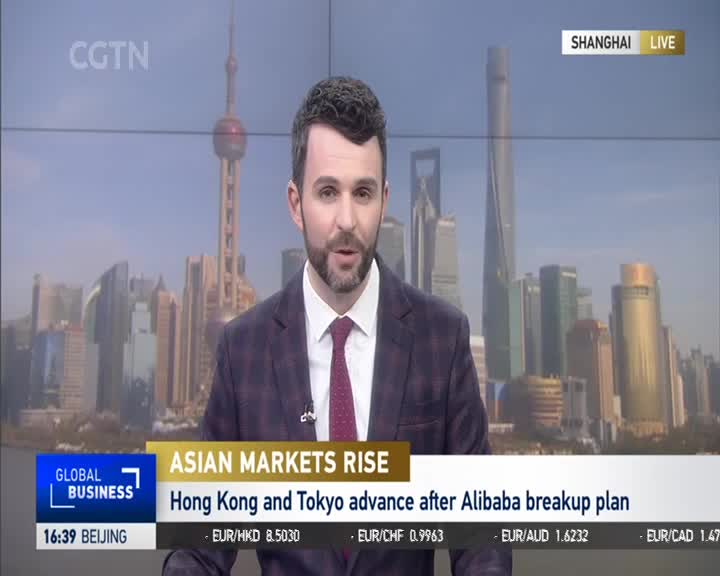 CGTN
SHANGHAI LIVE
ASIAN MARKETS RISE
GLOBAL
BUSINESS
Hong Kong and Tokyo advance after Alibaba breakup plan
16:39 BEIJING - EUR/HKD 8.5030 - EUR/CHF 0.9963 - EUR/AUD 1.6232 - EUR/CAD 1.47